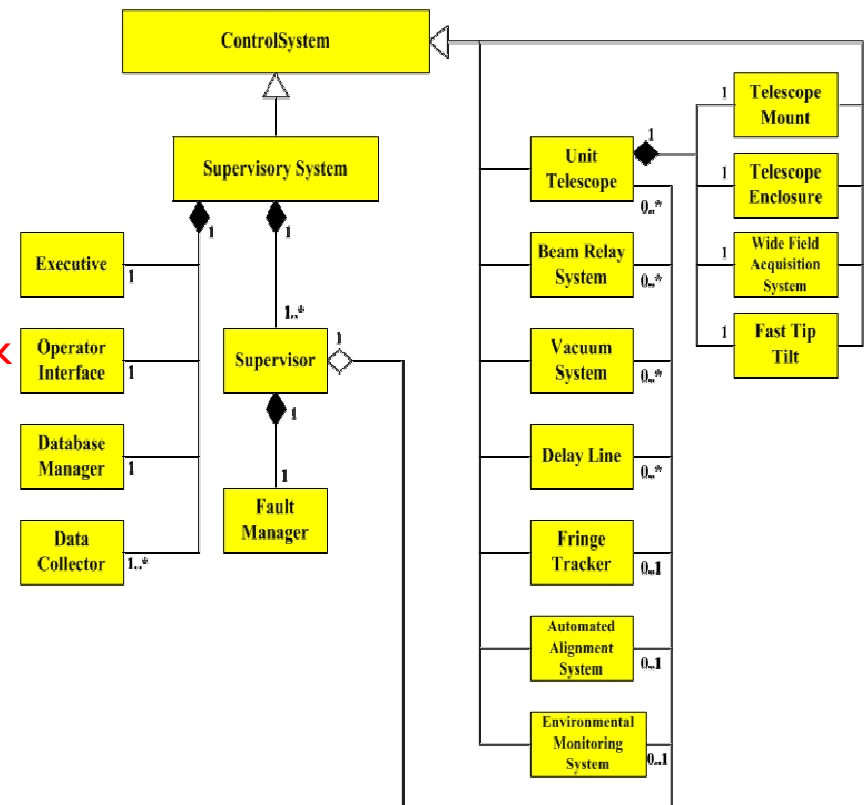 ControlSystem
Supervisory System
1
1
Executive
1
k
Operator
Interface
1
Database
Manager
1
Data
Collector
1..*
1..*
Supervisor
1
1
1
Fault
Manager
Unit
Telescope
1
0..*
Beam Relay
System
0..*
Vacuum
System
0..*
Delay Line
0..*
Fringe
Tracker
0..1
Automated
Alignment
System
0..1
Environmental
Monitoring
System
0..1
1
Telescope
Mount
1
Telescope
Enclosure
1
Wide Field
Acquisition
System
1
Fast Tip
Tilt